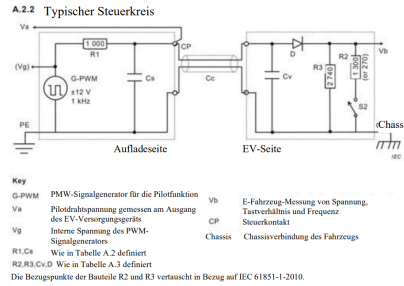 A.2.2 Typischer Steuerkreis
Va
CP
1 000
R1
(Vg)
G-PWM
±12 V
1 kHz
Cs
Cc
Cv
D
R3
2 740
R2
1 300
(or 270)
S2
Vb
PE
Chass
IEC
Aufladeseite
EV-Seite
Key
G-PWM PMW-Signalgenerator für die Pilotfunktion
Va Pilotdrahtspannung gemessen am Ausgang
des EV-Versorgungsgeräts
Vg Interne Spannung des PWM-
Signalgenerators
R1,Cs Wie in Tabelle A.2 definiert
R2,R3,Cv,D Wie in Tabelle A.3 definiert
Vb E-Fahrzeug-Messung von Spannung,
Tastverhältnis und Frequenz
CP Steuerkontakt
Chassis Chassisverbindung des Fahrzeugs
Die Bezugspunkte der Bauteile R2 und R3 vertauscht in Bezug auf IEC 61851-1-2010.